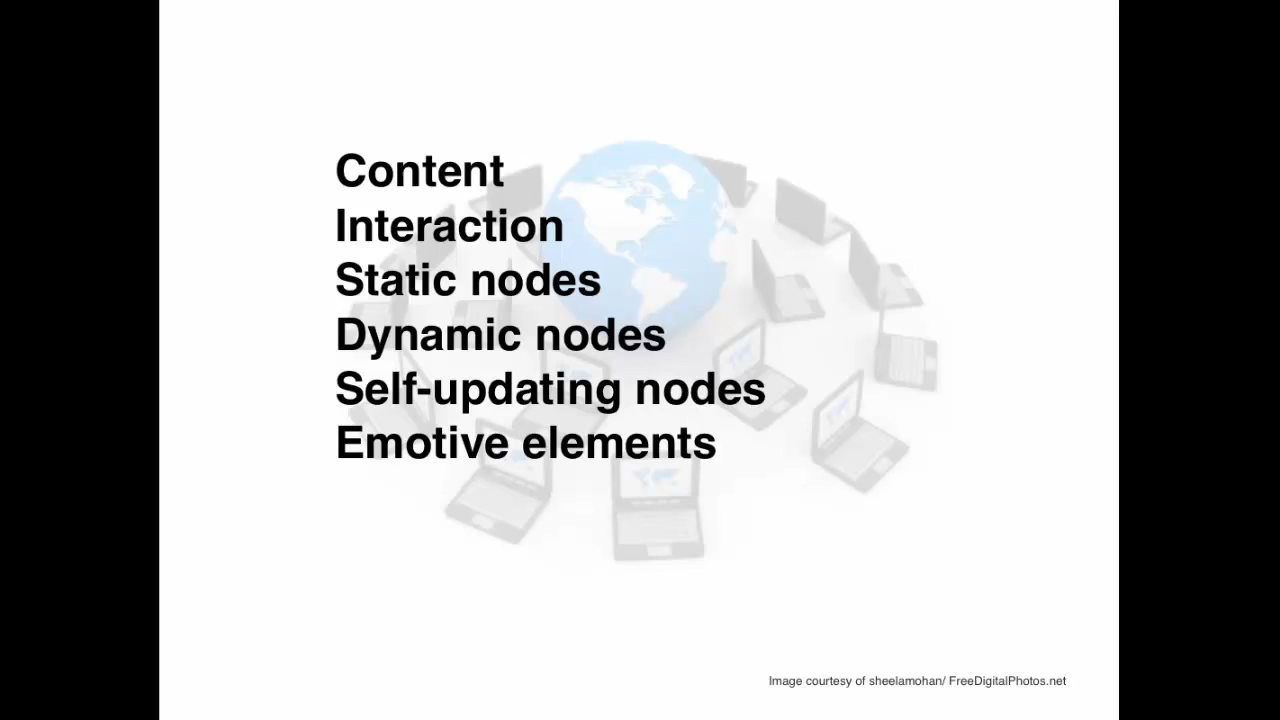 Content
Interaction
Static nodes
Dynamic nodes
Self-updating nodes
Emotive elements
Image courtesy of sheelamohan/ FreeDigitalPhotos.net